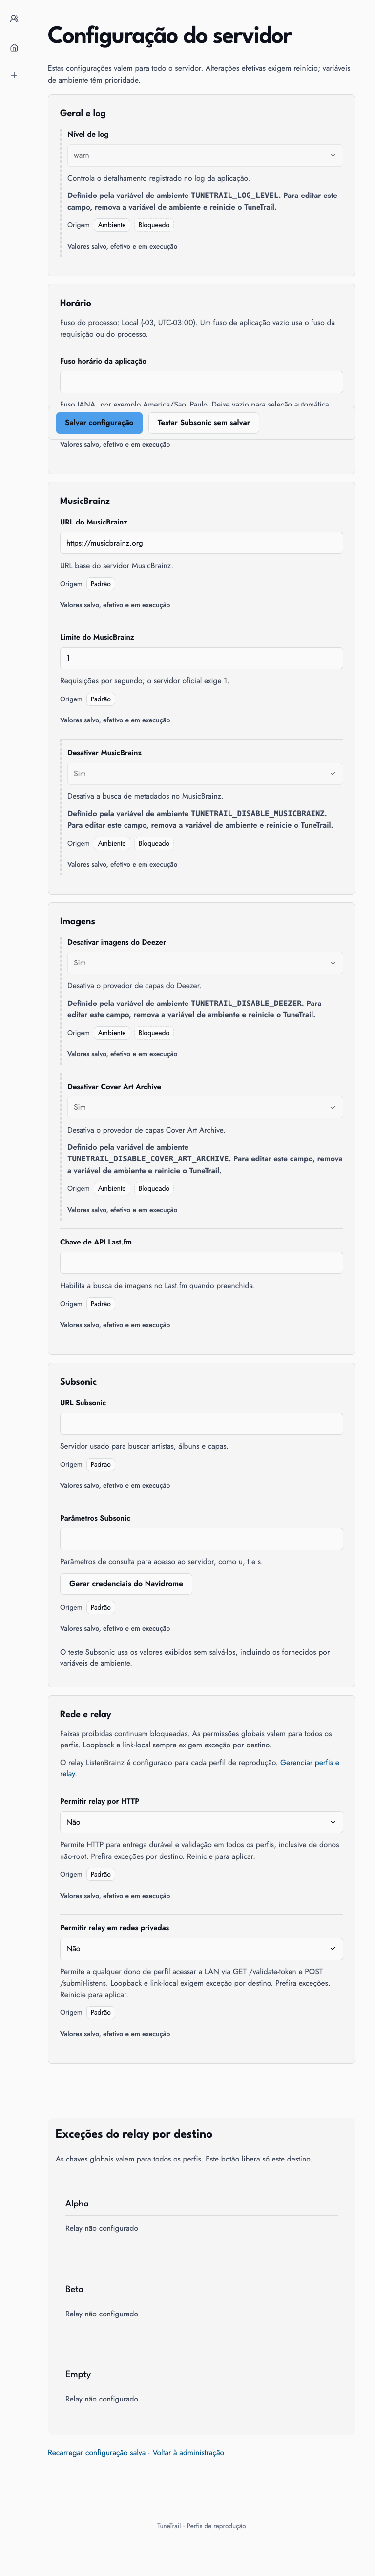 Configuração do servidor
Estas configurações valem para todo o servidor. Alterações efetivas exigem reinício; variáveis
de ambiente têm prioridade.
Geral e log
Nível de log
warn
Controla o detalhamento registrado no log da aplicação.
Definido pela variável de ambiente TUNETRAIL_LOG_LEVEL. Para editar este
campo, remova a variável de ambiente e reinicie o TuneTrail.
Origem Ambiente Bloqueado
Valores salvo, efetivo e em execução
Horário
Fuso do processo: Local (-03, UTC-03:00). Um fuso de aplicação vazio usa o fuso da
requisição ou do processo.
Fuso horário da aplicação
Fuso IANA, por exemplo America/Sao_Paulo. Deixe vazio para seleção automática.
Salvar configuração Testar Subsonic sem salvar
Valores salvo, efetivo e em execução
MusicBrainz
URL do MusicBrainz
https://musicbrainz.org
URL base do servidor MusicBrainz.
Origem Padrão
Valores salvo, efetivo e em execução
Limite do MusicBrainz
1
Requisições por segundo; o servidor oficial exige 1.
Origem Padrão
Valores salvo, efetivo e em execução
Desativar MusicBrainz
Sim
Desativa a busca de metadados no MusicBrainz.
Definido pela variável de ambiente TUNETRAIL_DISABLE_MUSICBRAINZ.
Para editar este campo, remova a variável de ambiente e reinicie o TuneTrail.
Origem Ambiente Bloqueado
Valores salvo, efetivo e em execução
Imagens
Desativar imagens do Deezer
Sim
Desativa o provedor de capas do Deezer.
Definido pela variável de ambiente TUNETRAIL_DISABLE_DEEZER. Para
editar este campo, remova a variável de ambiente e reinicie o TuneTrail.
Origem Ambiente Bloqueado
Valores salvo, efetivo e em execução
Desativar Cover Art Archive
Sim
Desativa o provedor de capas Cover Art Archive.
Definido pela variável de ambiente
TUNETRAIL_DISABLE_COVER_ART_ARCHIVE. Para editar este campo, remova
a variável de ambiente e reinicie o TuneTrail.
Origem Ambiente Bloqueado
Valores salvo, efetivo e em execução
Chave de API Last.fm
Habilita a busca de imagens no Last.fm quando preenchida.
Origem Padrão
Valores salvo, efetivo e em execução
Subsonic
URL Subsonic
Servidor usado para buscar artistas, álbuns e capas.
Origem Padrão
Valores salvo, efetivo e em execução
Parâmetros Subsonic
Parâmetros de consulta para acesso ao servidor, como u, t e s.
Gerar credenciais do Navidrome
Origem Padrão
Valores salvo, efetivo e em execução
O teste Subsonic usa os valores exibidos sem salvá-los, incluindo os fornecidos por
variáveis de ambiente.
Rede e relay
Faixas proibidas continuam bloqueadas. As permissões globais valem para todos os
perfis. Loopback e link-local sempre exigem exceção por destino.
O relay ListenBrainz é configurado para cada perfil de reprodução. Gerenciar perfis e
relay.
Permitir relay por HTTP
Não
Permite HTTP para entrega durável e validação em todos os perfis, inclusive de donos
não-root. Prefira exceções por destino. Reinicie para aplicar.
Origem Padrão
Valores salvo, efetivo e em execução
Permitir relay em redes privadas
Não
Permite a qualquer dono de perfil acessar a LAN via GET /validate-token e POST
/submit-listens. Loopback e link-local exigem exceção por destino. Prefira exceções.
Reinicie para aplicar.
Origem Padrão
Valores salvo, efetivo e em execução
Exceções do relay por destino
As chaves globais valem para todos os perfis. Este botão libera só este destino.
Alpha
Relay não configurado
Beta
Relay não configurado
Empty
Relay não configurado
Recarregar configuração salva · Voltar à administração
TuneTrail · Perfis de reprodução